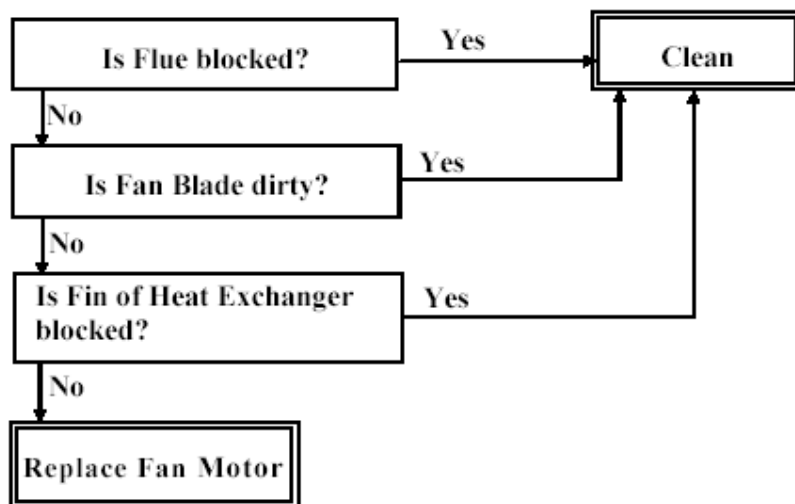 Is Flue blocked?
Yes
Clean
No
Is Fan Blade dirty?
Yes
No
Is Fin of Heat Exchanger
blocked?
Yes
No
Replace Fan Motor